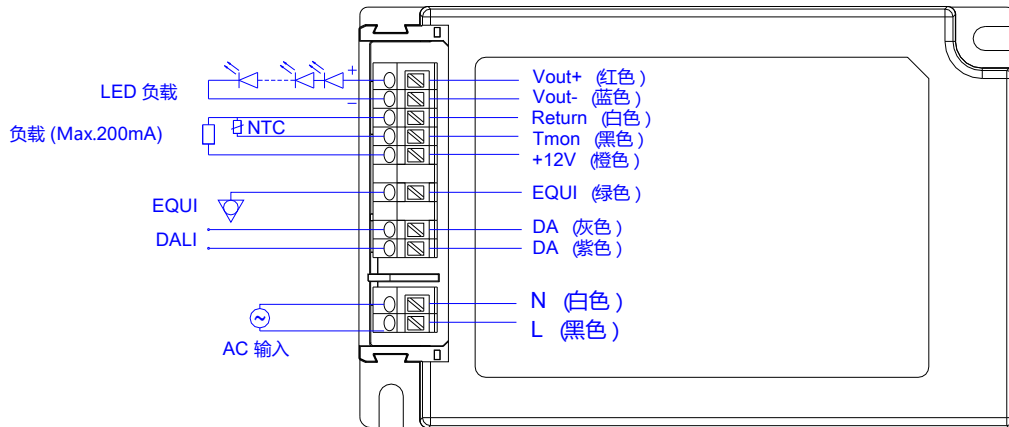 LED 负载
负载 (Max.200mA)
NTC
EQUI
DALI
AC 输入
+
−
~
Vout+ (红色)
Vout- (蓝色)
Return (白色)
Tmon (黑色)
+12V (橙色)
EQUI (绿色)
DA (灰色)
DA (紫色)
N (白色)
L (黑色)